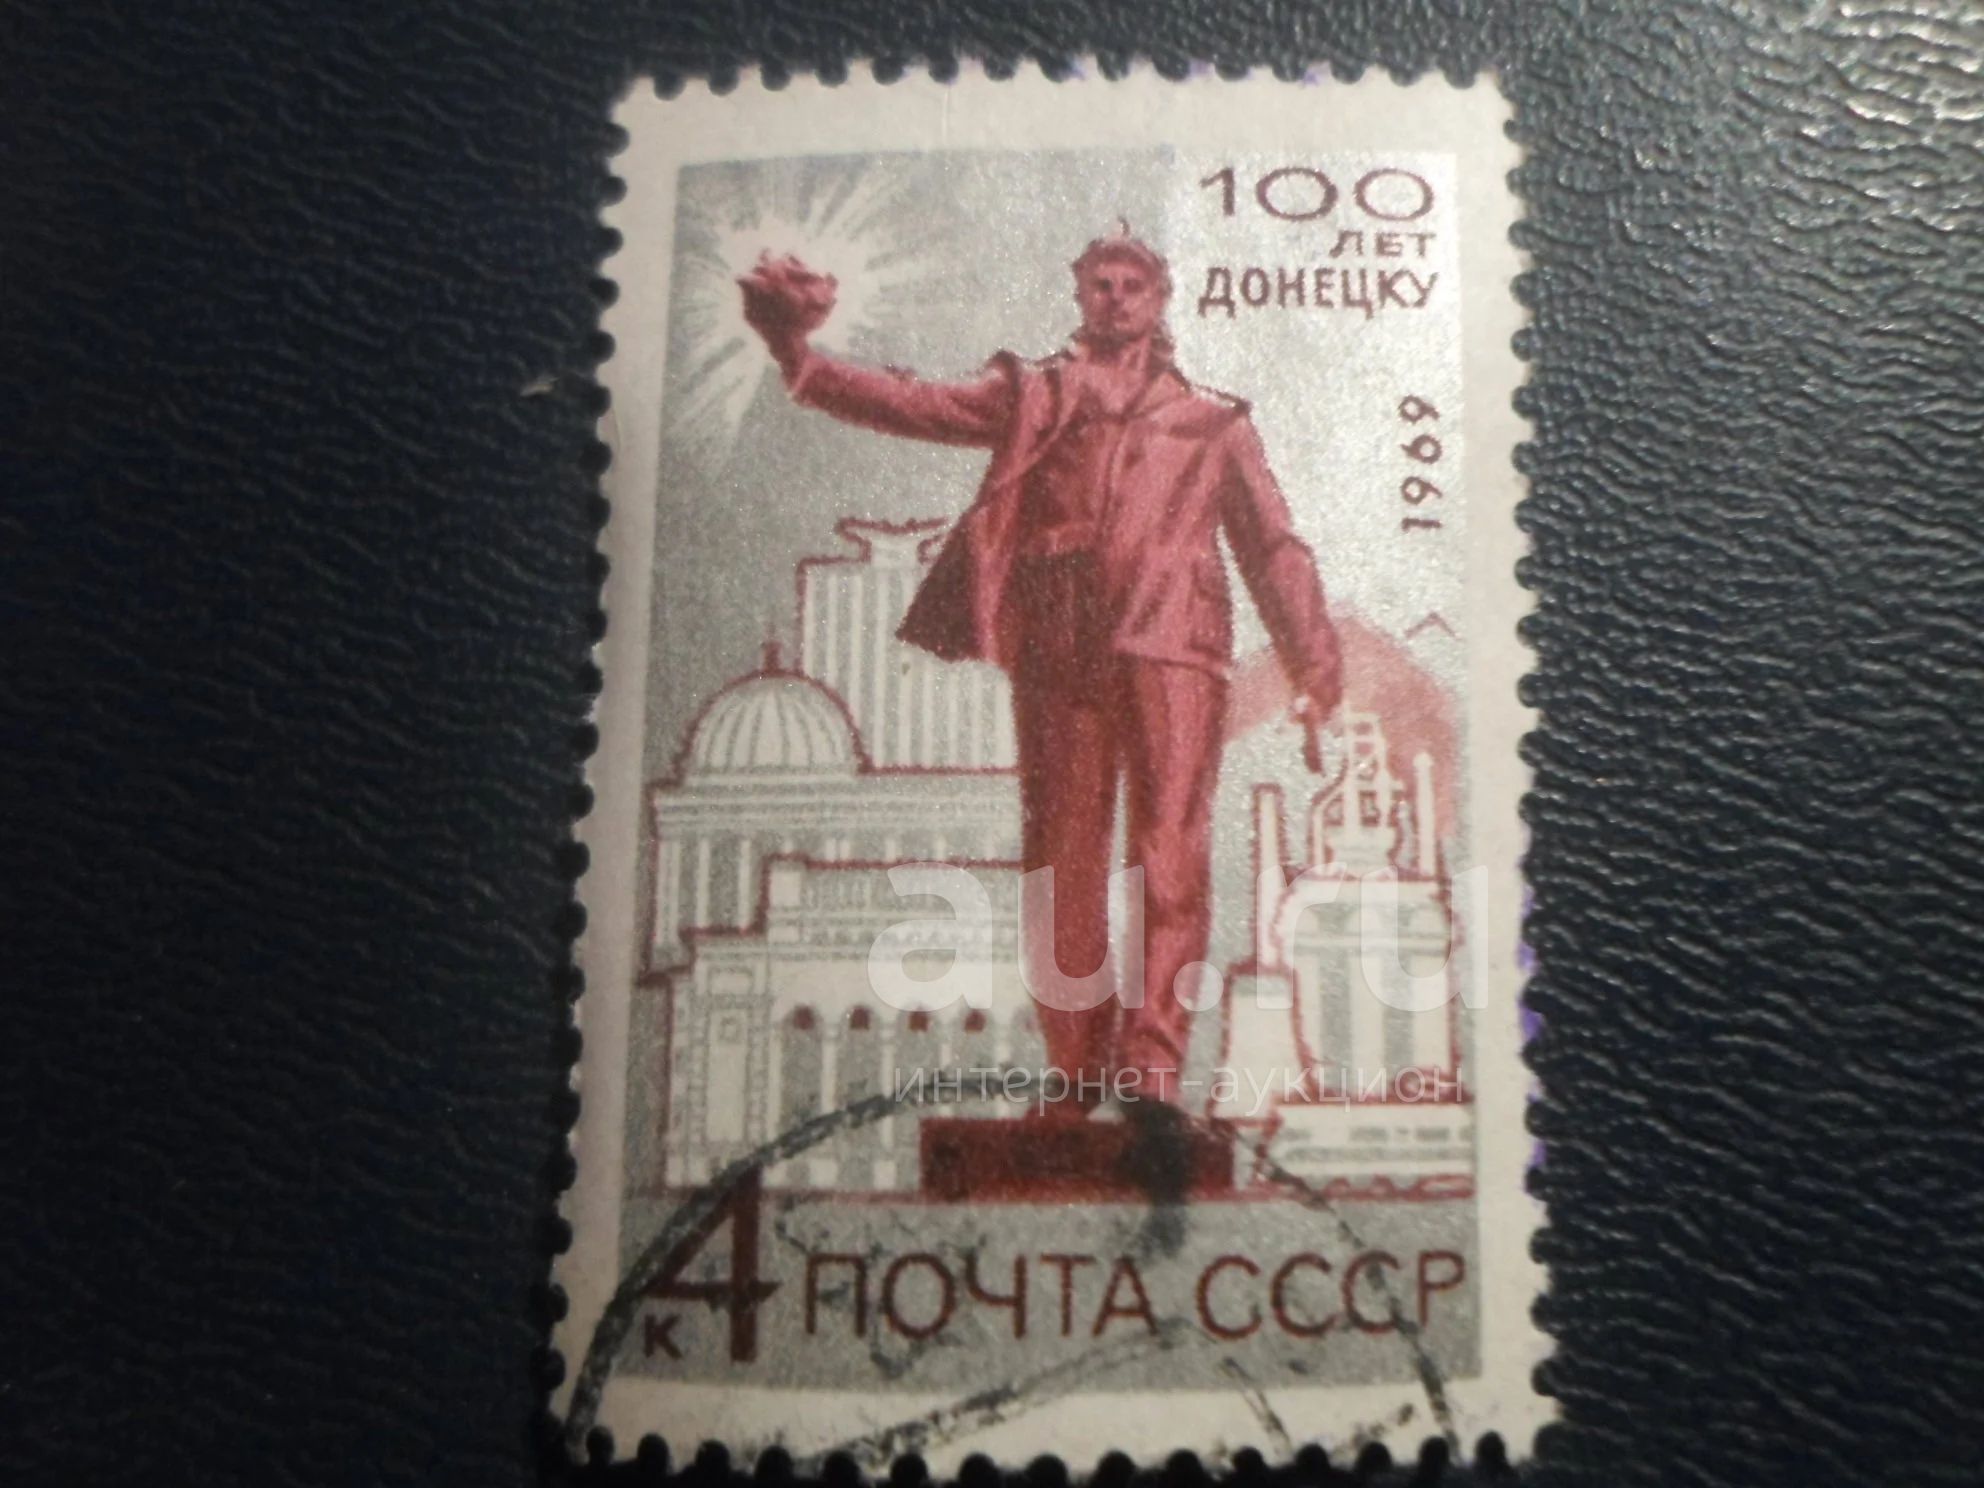 100
ЛЕТ
ДОНЕЦКУ
1969
au.ru
интернет-аукцион
4 ПОЧТА СССР
К